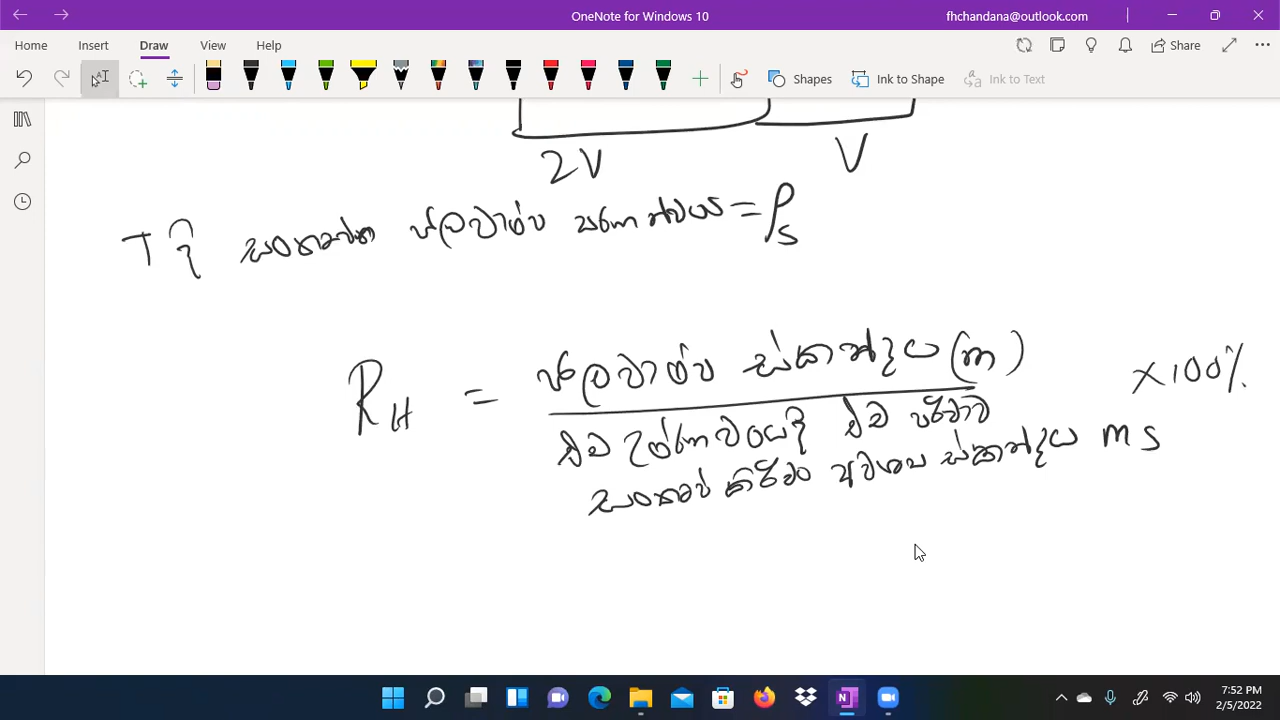 OneNote for Windows 10
fhchandana@outlook.com
Home Insert Draw View Help
Share
Shapes Ink to Shape Ink to Text
2V V
T දී සංතෘප්ත ජලවාෂ්ප ඝනත්වය = ρs
RH = ජලවාෂ්ප ස්කන්ධය (m) ×100%
එම උෂ්ණත්වයේදී එම පරිමාව
සංතෘප්ත කිරීමට අවශ්‍ය ස්කන්ධය ms
7:52 PM
2/5/2022